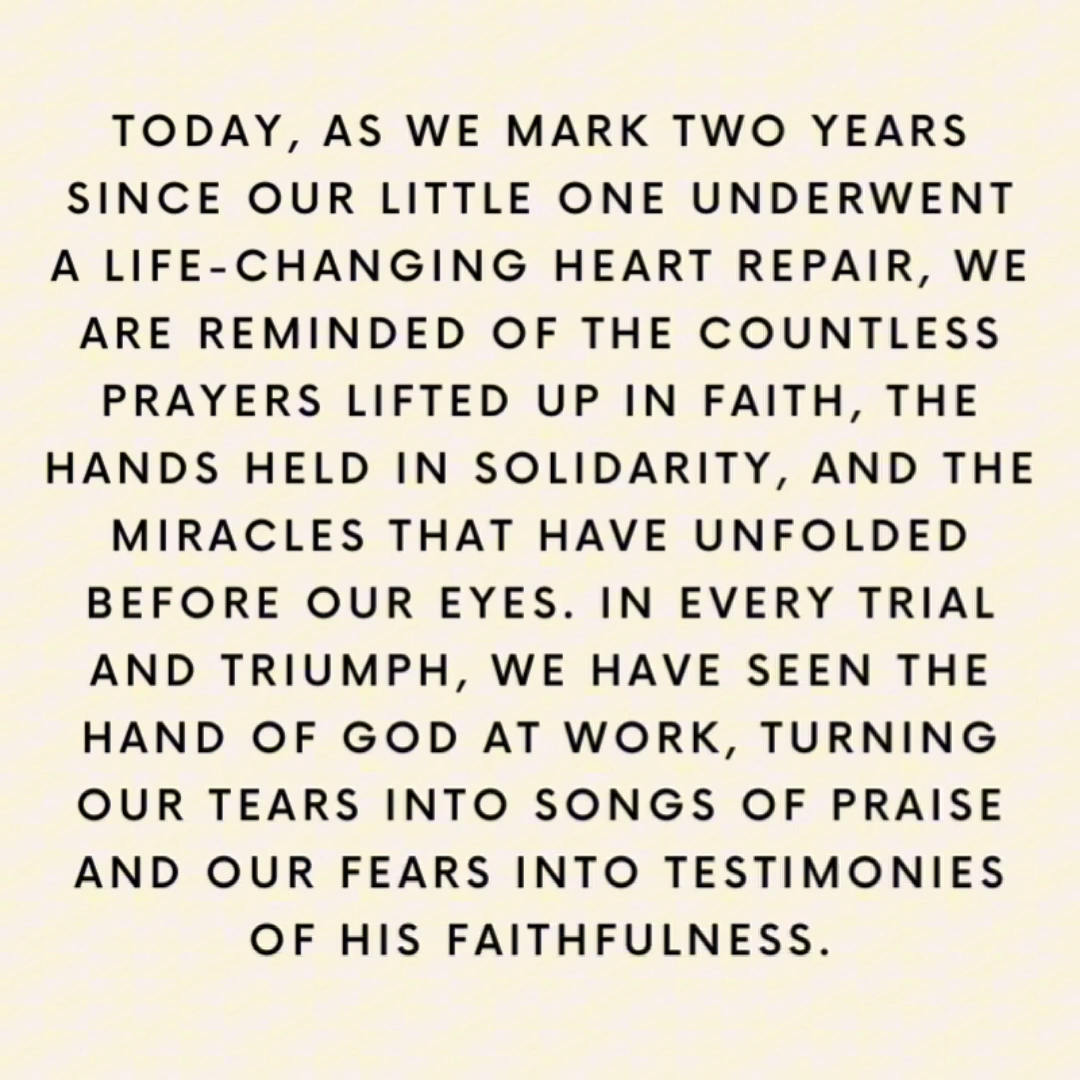 TODAY, AS WE MARK TWO YEARS
SINCE OUR LITTLE ONE UNDERWENT
A LIFE-CHANGING HEART REPAIR, WE
ARE REMINDED OF THE COUNTLESS
PRAYERS LIFTED UP IN FAITH, THE
HANDS HELD IN SOLIDARITY, AND THE
MIRACLES THAT HAVE UNFOLDED
BEFORE OUR EYES. IN EVERY TRIAL
AND TRIUMPH, WE HAVE SEEN THE
HAND OF GOD AT WORK, TURNING
OUR TEARS INTO SONGS OF PRAISE
AND OUR FEARS INTO TESTIMONIES
OF HIS FAITHFULNESS.